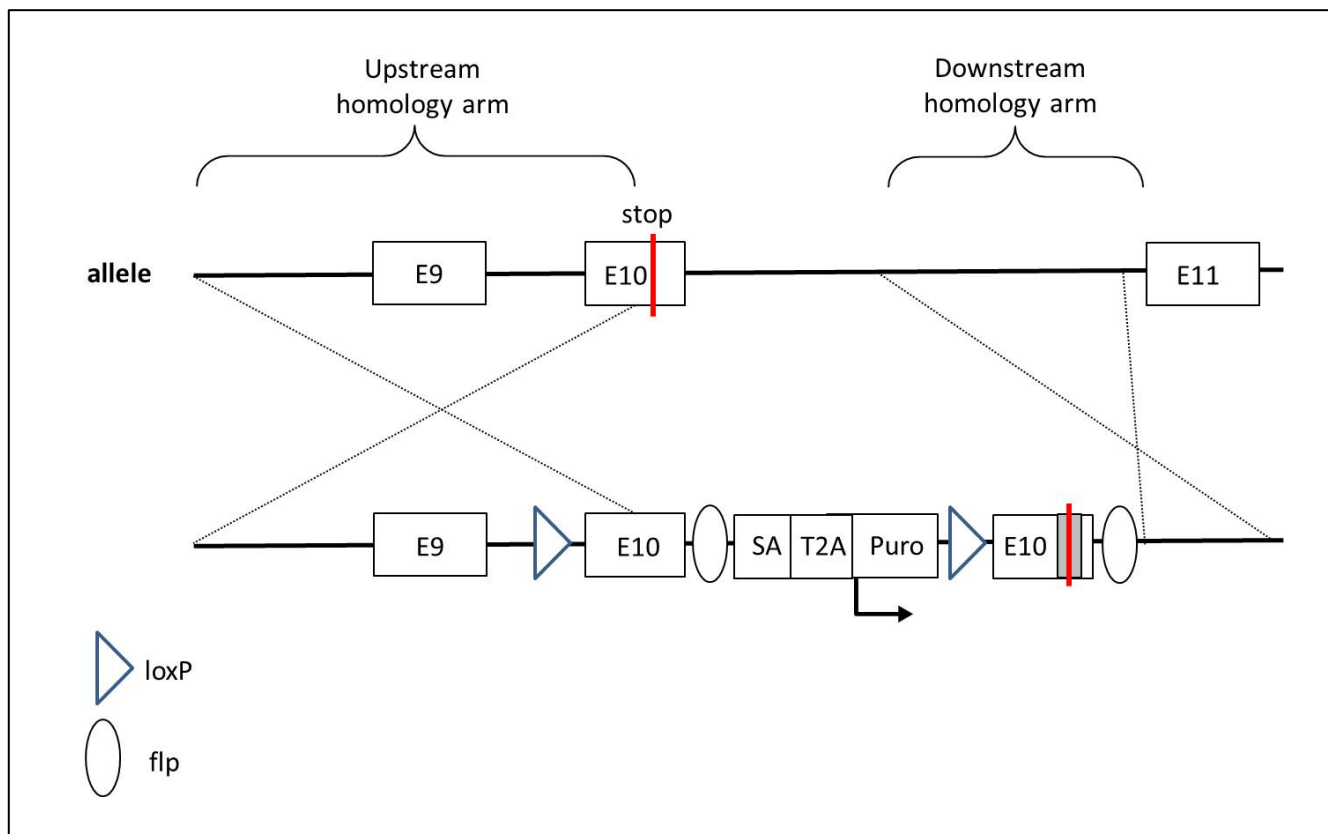 Upstream
homology arm
Downstream
homology arm
stop
allele
E9
E10
E11
E9
E10
SA
T2A
Puro
E10
loxP
flp